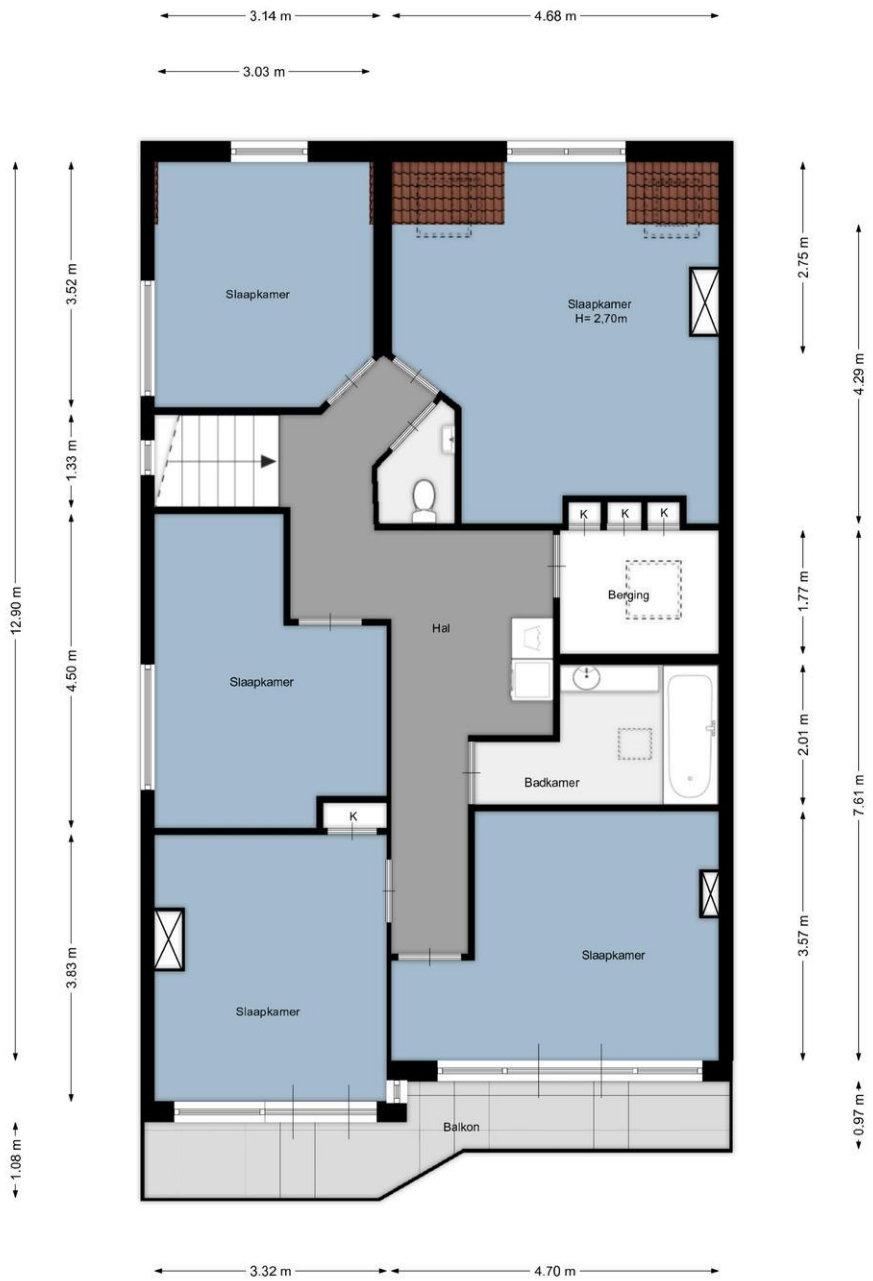 3.14 m
4.68 m
3.03 m
12.90 m
3.52 m
1.33 m
4.50 m
3.83 m
1.08 m
Slaapkamer
Slaapkamer
H= 2,70m
K
K
K
Berging
Hal
Slaapkamer
Badkamer
K
Slaapkamer
Slaapkamer
Balkon
2.75 m
4.29 m
1.77 m
2.01 m
7.61 m
3.57 m
0.97 m
3.32 m
4.70 m